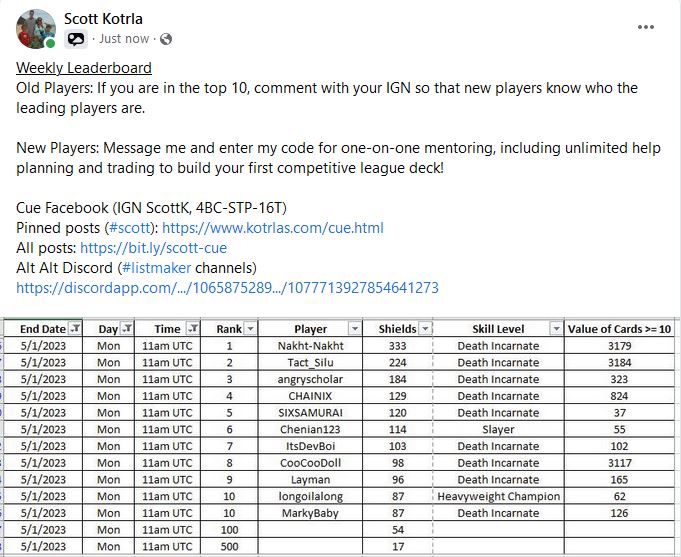 Scott Kotrla
Just now ·
Weekly Leaderboard
Old Players: If you are in the top 10, comment with your IGN so that new players know who the
leading players are.
New Players: Message me and enter my code for one-on-one mentoring, including unlimited help
planning and trading to build your first competitive league deck!
Cue Facebook (IGN ScottK, 4BC-STP-16T)
Pinned posts (#scott): https://www.kotrlas.com/cue.html
All posts: https://bit.ly/scott-cue
Alt Alt Discord (#listmaker channels)
https://discordapp.com/.../1065875289.../1077713927854641273
End Date Day Time Rank Player Shields Skill Level Value of Cards >= 10
5/1/2023 Mon 11am UTC 1 Nakht-Nakht 333 Death Incarnate 3179
5/1/2023 Mon 11am UTC 2 Tact_Silu 224 Death Incarnate 3184
5/1/2023 Mon 11am UTC 3 angryscholar 184 Death Incarnate 323
5/1/2023 Mon 11am UTC 4 CHAINIX 129 Death Incarnate 824
5/1/2023 Mon 11am UTC 5 SIXSAMURAI 120 Death Incarnate 37
5/1/2023 Mon 11am UTC 6 Chenian123 114 Slayer 55
5/1/2023 Mon 11am UTC 7 ItsDevBoi 103 Death Incarnate 102
5/1/2023 Mon 11am UTC 8 CooCooDoll 98 Death Incarnate 3117
5/1/2023 Mon 11am UTC 9 Layman 96 Death Incarnate 165
5/1/2023 Mon 11am UTC 10 longoilalong 87 Heavyweight Champion 62
5/1/2023 Mon 11am UTC 10 MarkyBaby 87 Death Incarnate 126
5/1/2023 Mon 11am UTC 100 54
5/1/2023 Mon 11am UTC 500 17